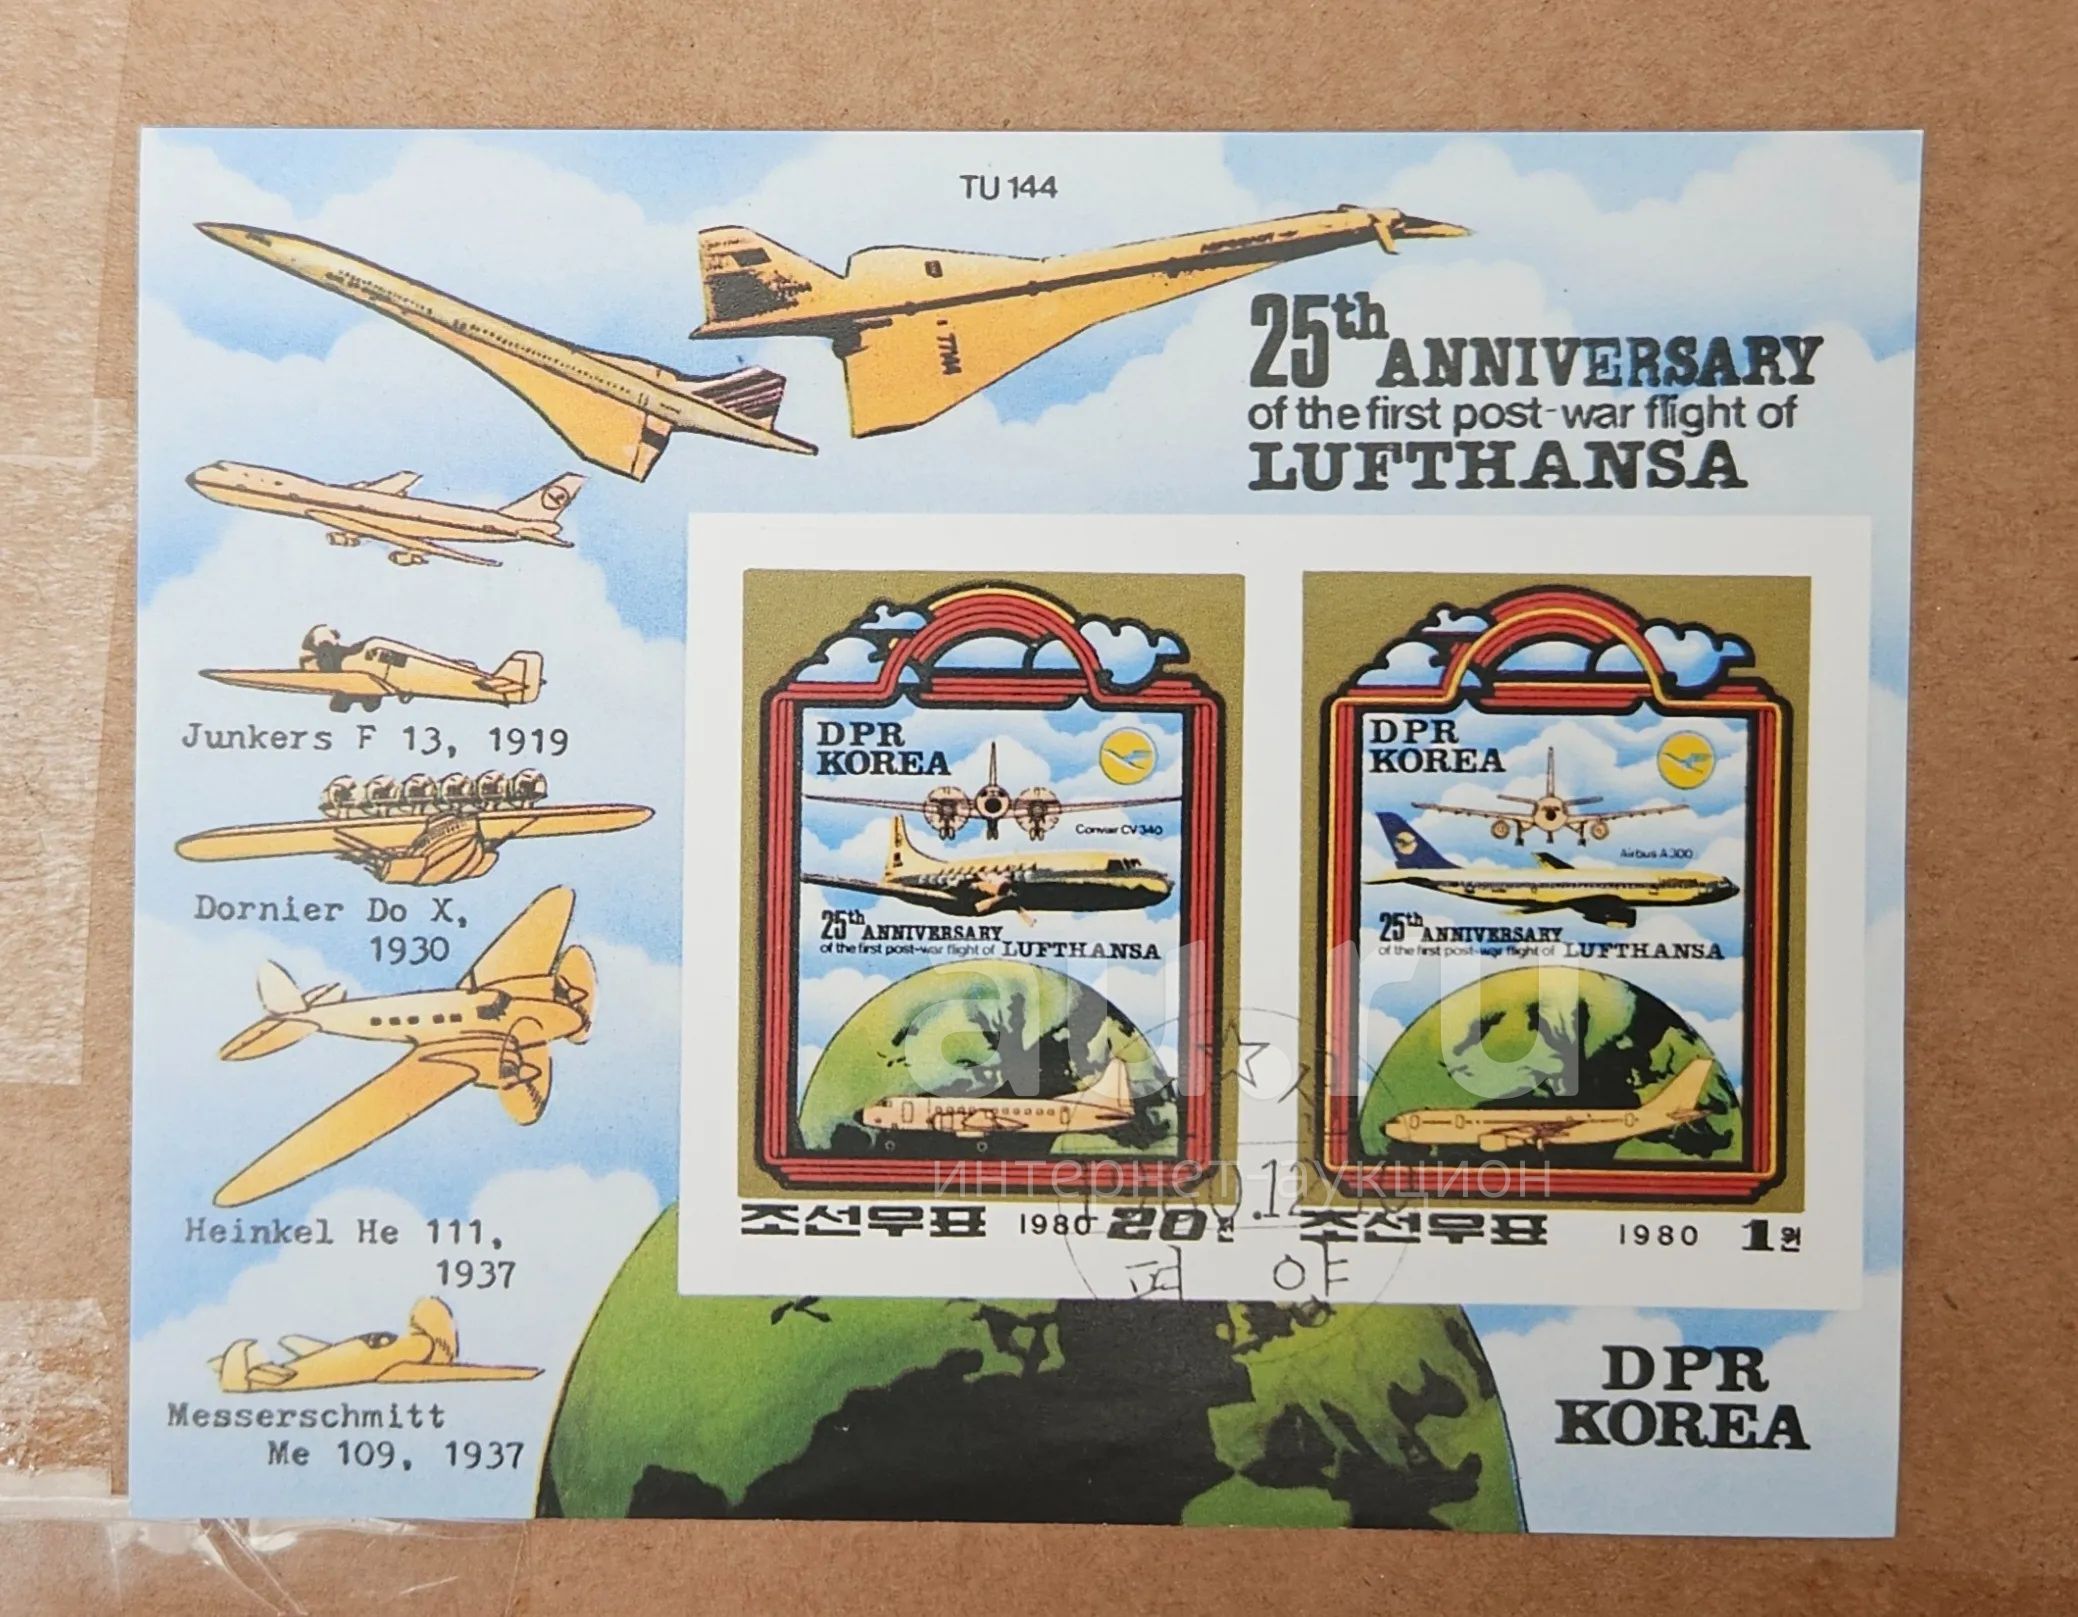 TU 144
25th ANNIVERSARY
of the first post-war flight of
LUFTHANSA
Junkers F 13, 1919
Dornier Do X,
1930
Heinkel He 111,
1937
Messerschmitt
Me 109, 1937
DPR
KOREA
Convair CV 340
25th ANNIVERSARY
of the first post-war flight of LUFTHANSA
조선우표 1980 20전
DPR
KOREA
Airbus A300
25th ANNIVERSARY
of the first post-war flight of LUFTHANSA
조선우표 1980 1원
평양
DPR
KOREA
au.ru
интернет-аукцион